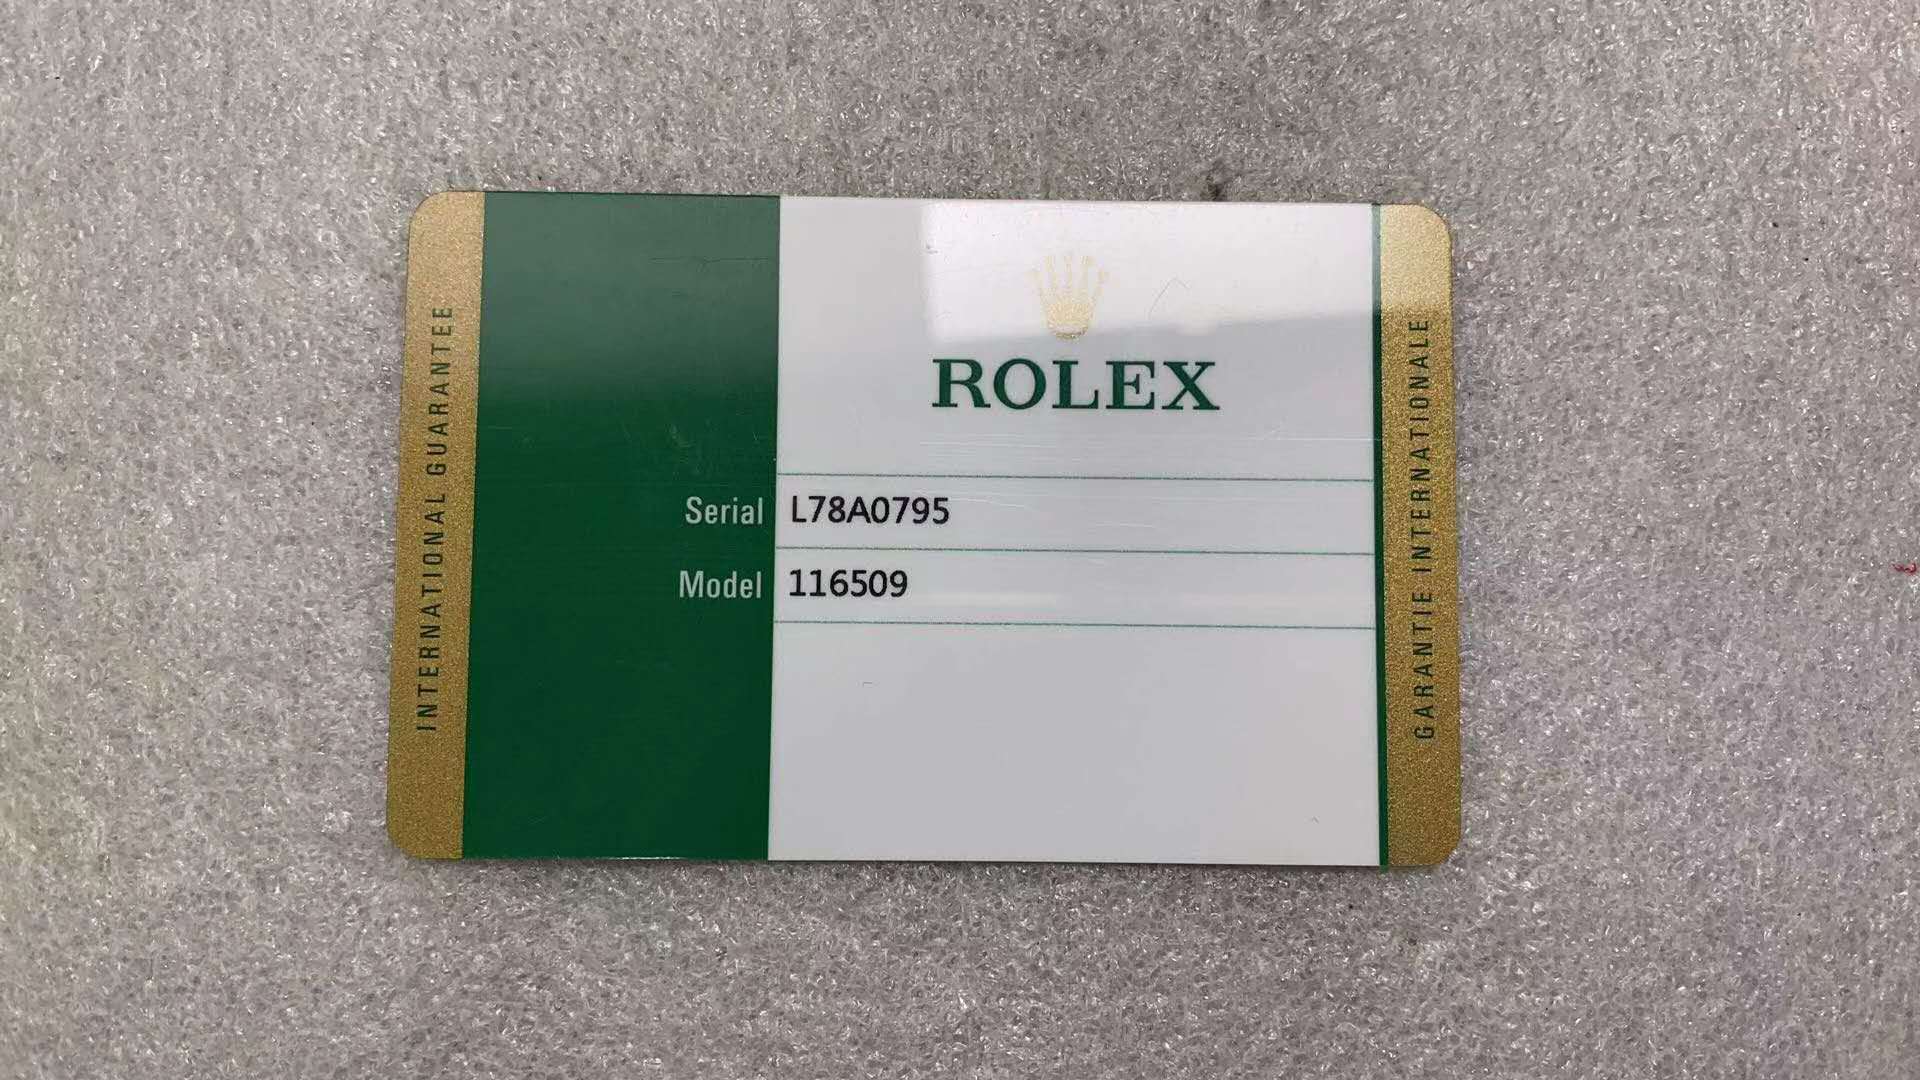 INTERNATIONAL GUARANTEE
ROLEX
Serial L78A0795
Model 116509
GARANTIE INTERNATIONALE